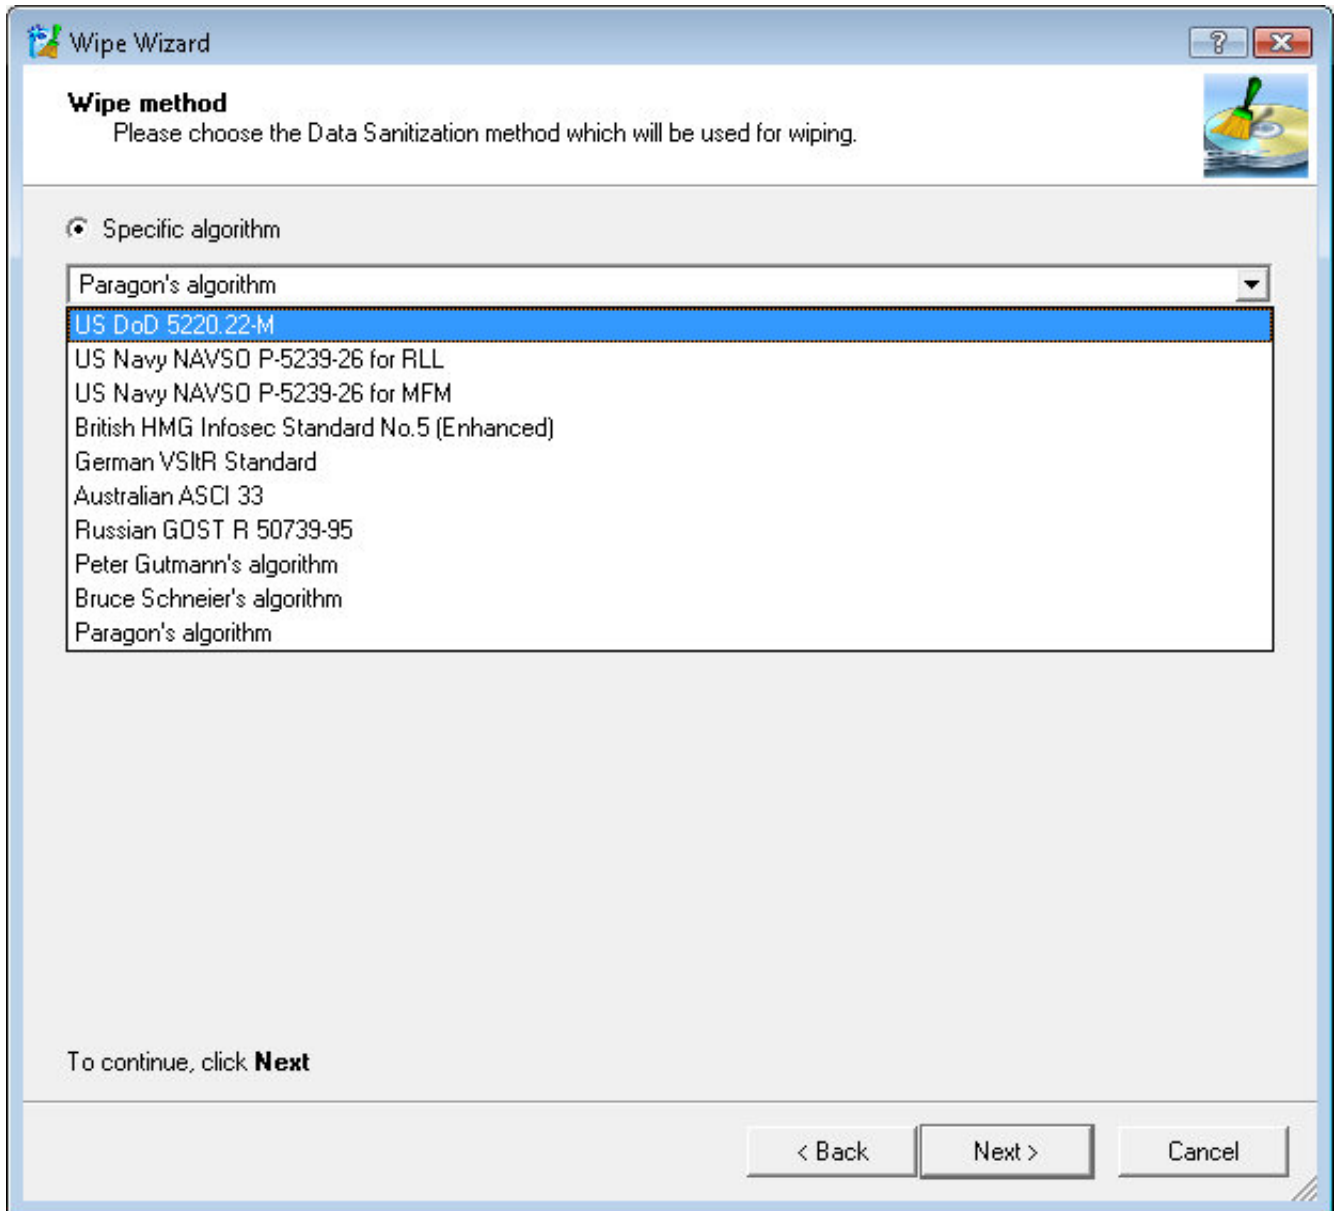 Wipe Wizard
?
Wipe method
Please choose the Data Sanitization method which will be used for wiping.
Specific algorithm
Paragon's algorithm
US DoD 5220.22-M
US Navy NAVSO P-5239-26 for RLL
US Navy NAVSO P-5239-26 for MFM
British HMG Infosec Standard No.5 (Enhanced)
German VSItR Standard
Australian ASCI 33
Russian GOST R 50739-95
Peter Gutmann's algorithm
Bruce Schneier's algorithm
Paragon's algorithm
To continue, click Next
< Back Next > Cancel